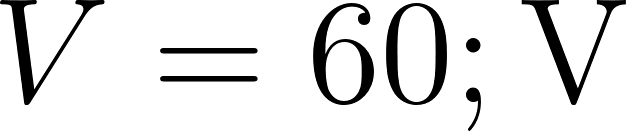 V = 60; V